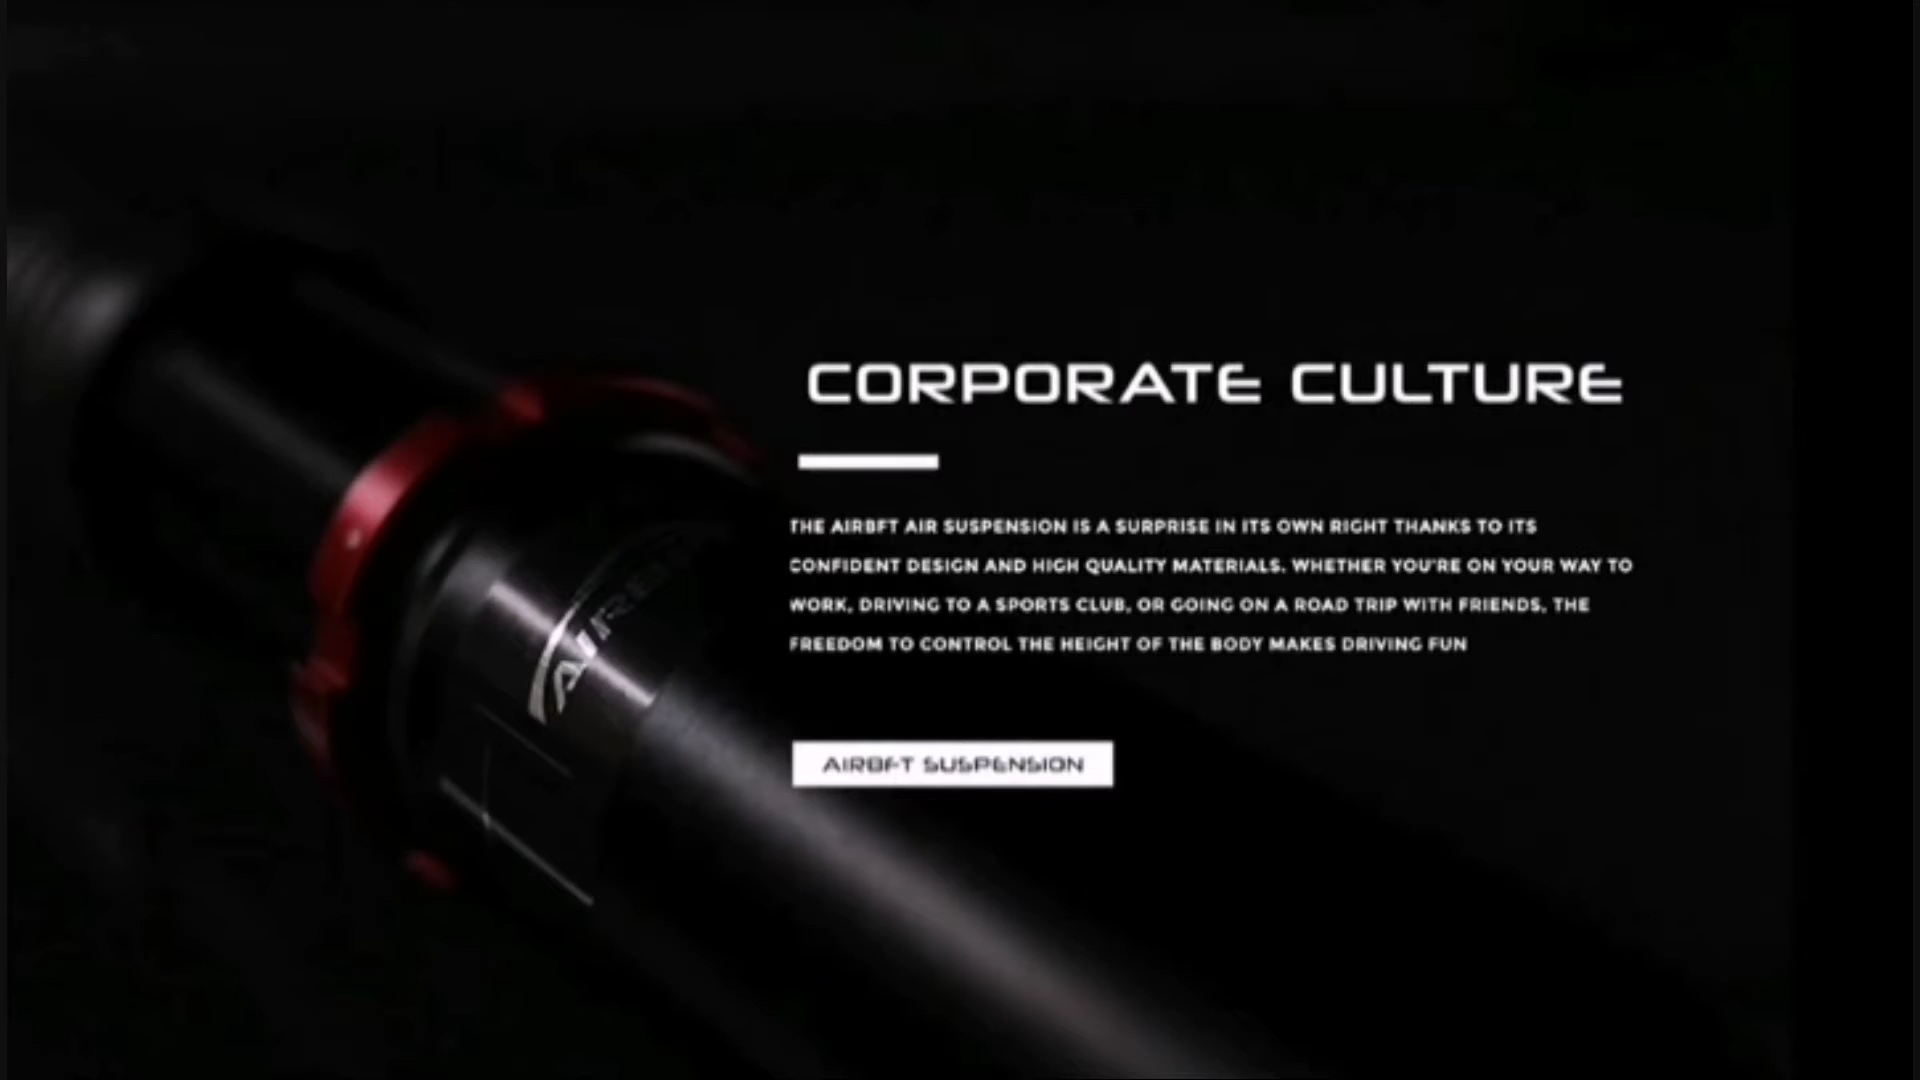 CORPORATE CULTURE
THE AIRBFT AIR SUSPENSION IS A SURPRISE IN ITS OWN RIGHT THANKS TO ITS
CONFIDENT DESIGN AND HIGH QUALITY MATERIALS. WHETHER YOU'RE ON YOUR WAY TO
WORK, DRIVING TO A SPORTS CLUB, OR GOING ON A ROAD TRIP WITH FRIENDS, THE
FREEDOM TO CONTROL THE HEIGHT OF THE BODY MAKES DRIVING FUN
AIRBFT SUSPENSION